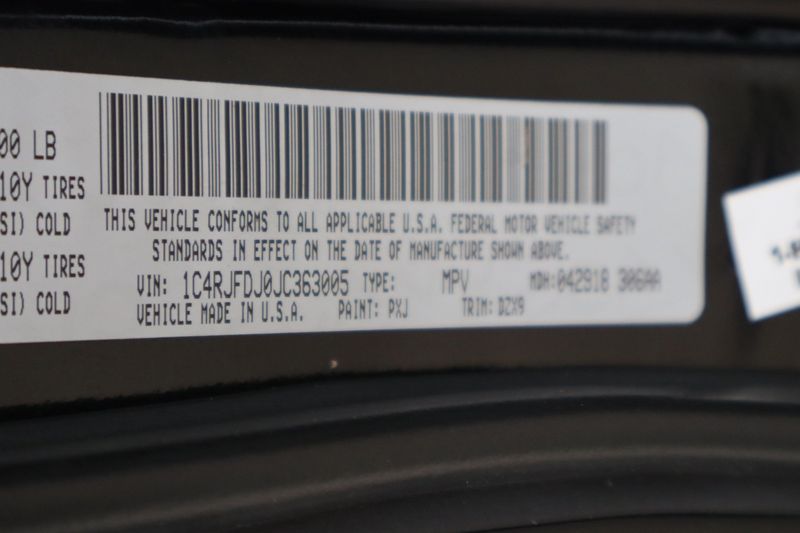 00 LB
10Y TIRES
SI) COLD
10Y TIRES
SI) COLD
THIS VEHICLE CONFORMS TO ALL APPLICABLE U.S.A. FEDERAL MOTOR VEHICLE SAFETY
STANDARDS IN EFFECT ON THE DATE OF MANUFACTURE SHOWN ABOVE.
VIN: 1C4RJFDJ0JC363005 TYPE: MPV MDH:042918 306AA
VEHICLE MADE IN U.S.A. PAINT: PXJ TRIM: DZX9